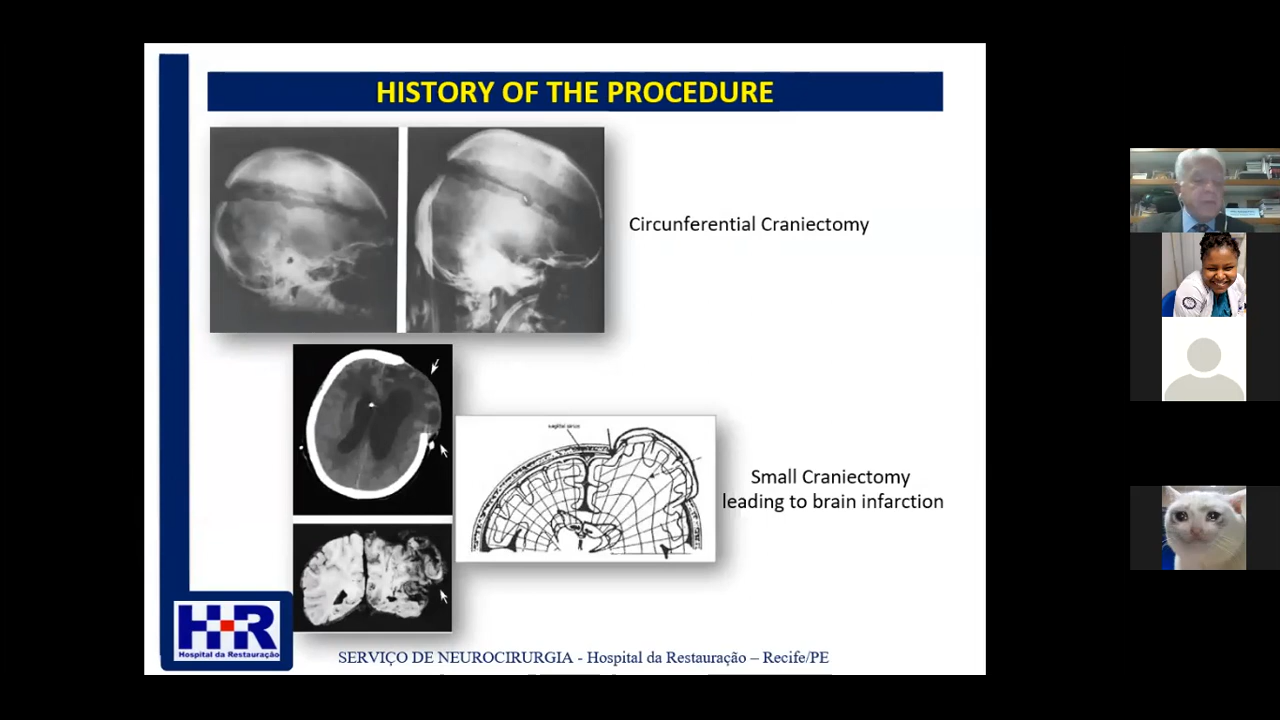 HISTORY OF THE PROCEDURE
Circunferential Craniectomy
sagittal sinus
Small Craniectomy
leading to brain infarction
H+R
Hospital da Restauração
SERVIÇO DE NEUROCIRURGIA - Hospital da Restauração – Recife/PE